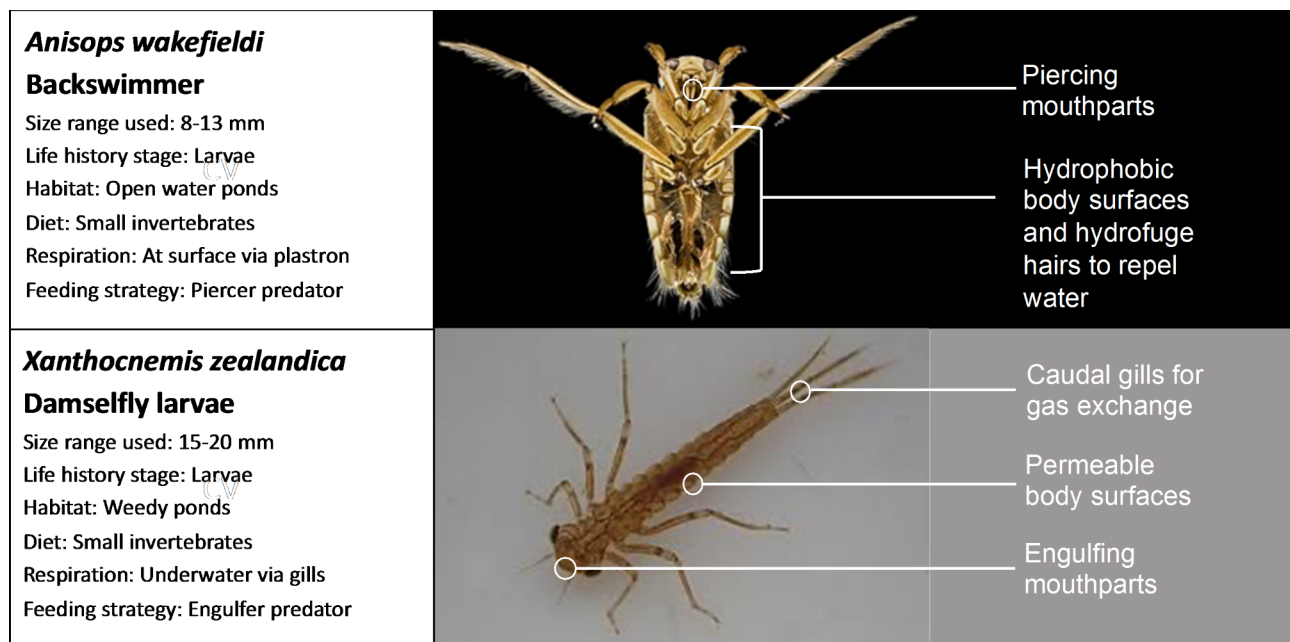 Anisops wakefieldi
Backswimmer
Size range used: 8-13 mm
Life history stage: Larvae
CV
Habitat: Open water ponds
Diet: Small invertebrates
Respiration: At surface via plastron
Feeding strategy: Piercer predator
Piercing
mouthparts
Hydrophobic
body surfaces
and hydrofuge
hairs to repel
water
Xanthocnemis zealandica
Damselfly larvae
Size range used: 15-20 mm
Life history stage: Larvae
CV
Habitat: Weedy ponds
Diet: Small invertebrates
Respiration: Underwater via gills
Feeding strategy: Engulfer predator
Caudal gills for
gas exchange
Permeable
body surfaces
Engulfing
mouthparts